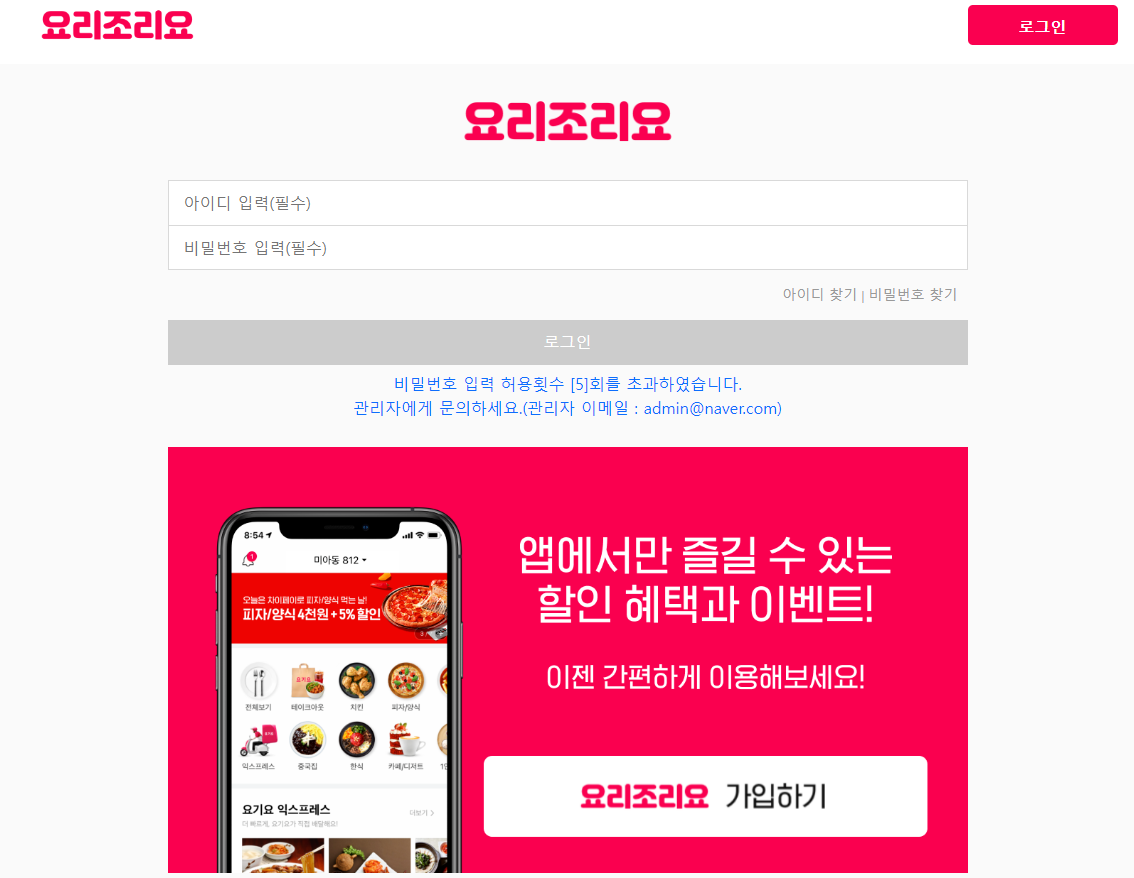 요리조리요
로그인
요리조리요
아이디 입력(필수)
비밀번호 입력(필수)
아이디 찾기 | 비밀번호 찾기
로그인
비밀번호 입력 허용횟수 [5]회를 초과하였습니다.
관리자에게 문의하세요.(관리자 이메일 : admin@naver.com)
앱에서만 즐길 수 있는
할인 혜택과 이벤트!
이젠 간편하게 이용해보세요!
요리조리요 가입하기
8:54
1
미아동 812
오늘은 차이페이로 피자/양식 먹는 날!
피자/양식 4천원 + 5% 할인
요기요
전체보기 테이크아웃 치킨 피자/양식
익스프레스 중국집 한식 카페/디저트
요기요 익스프레스 더보기 >
더 빠르게, 요기요가 직접 배달해요!